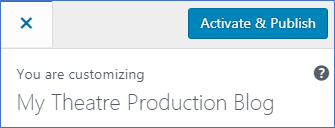 × Activate & Publish
You are customizing ?
My Theatre Production Blog